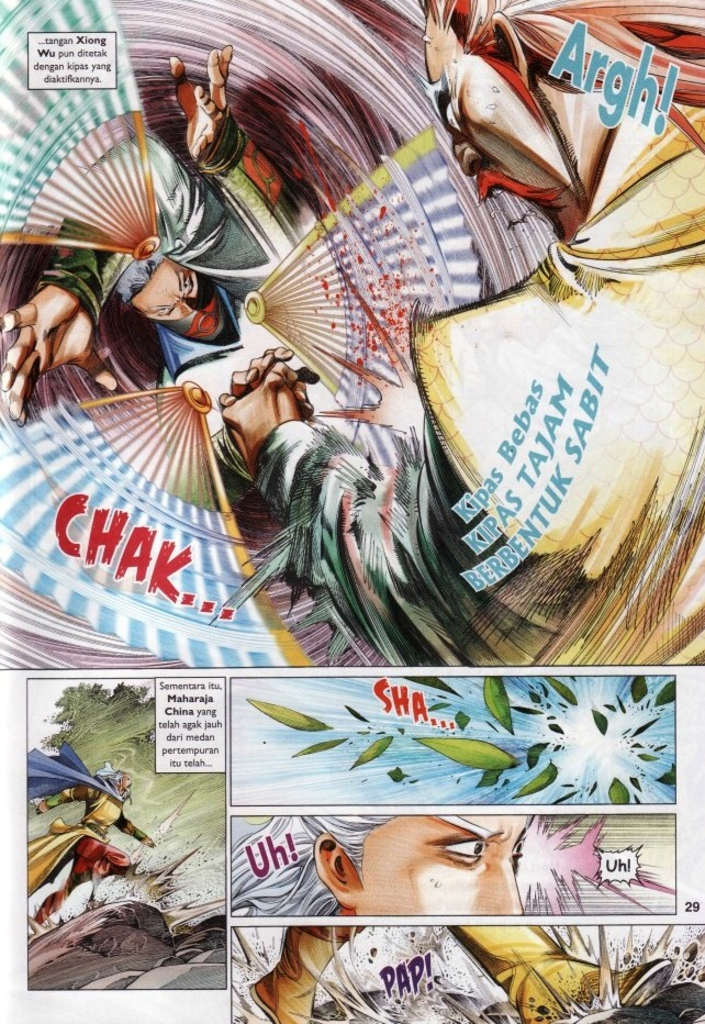 ...tangan Xiong
Wu pun ditetak
dengan kipas yang
diaktifkannya.
Argh!
Kipas Bebas
KIPAS TAJAM
BERBENTUK SABIT
CHAK...
Sementara itu,
Maharaja
China yang
telah agak jauh
dari medan
pertempuran
itu telah...
SHA...
Uh!
Uh!
29
PAP!